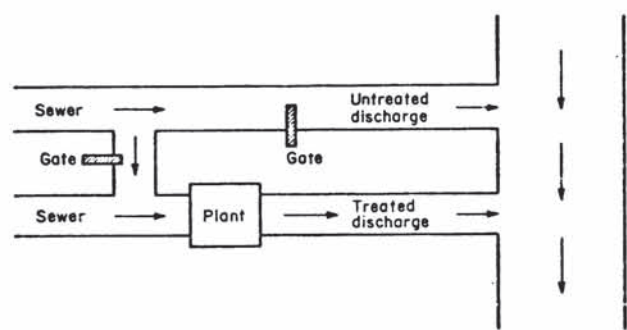 Sewer
Untreated
discharge
Gate
Gate
Sewer
Plant
Treated
discharge